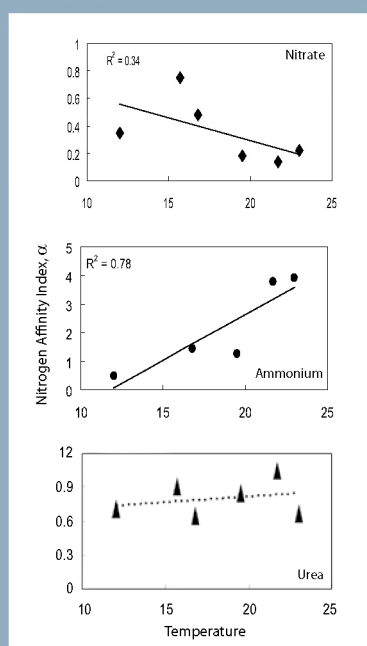 1
R² = 0.34
Nitrate
0.8
0.6
0.4
0.2
0
10 15 20 25
Nitrogen Affinity Index, α
5
R² = 0.78
4
3
2
1
Ammonium
0
10 15 20 25
12
0.9
0.6
0.3
Urea
0
10 15 20 25
Temperature